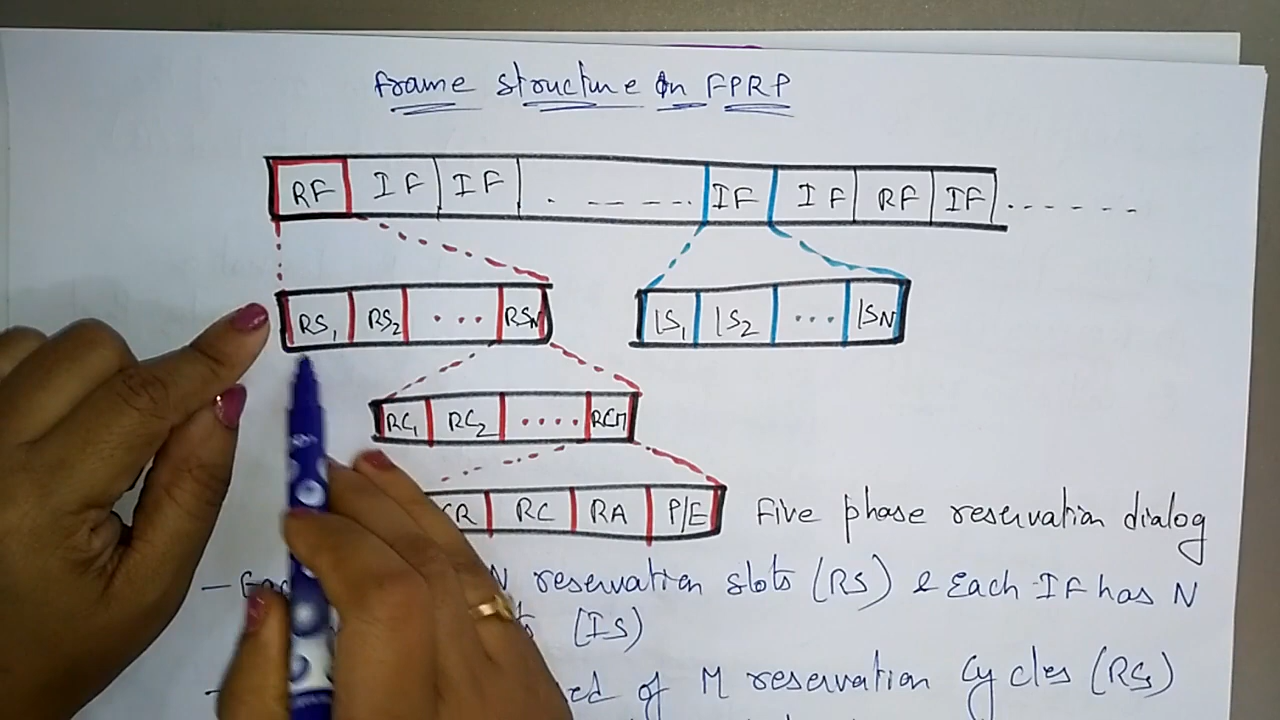 Frame structure in FPRP
RF IF IF . - - - - . IF IF RF IF . . . . . . .
RS1 RS2 ... RSN IS1 IS2 ... ISN
RC1 RC2 .... RCM
CR RC RA P/E Five phase reservation dialog
- N reservation slots (RS) & Each IF has N
(IS)
- of M reservation Cycles (RCs)